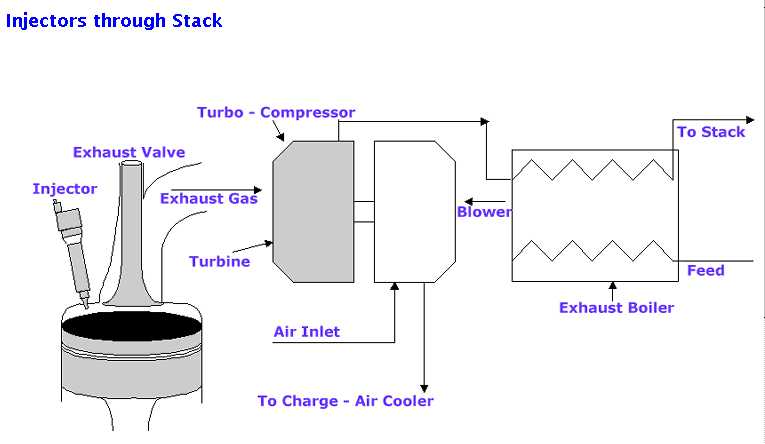 Injectors through Stack
Turbo - Compressor
To Stack
Exhaust Valve
Injector
Exhaust Gas
Blower
Turbine
Feed
Exhaust Boiler
Air Inlet
To Charge - Air Cooler